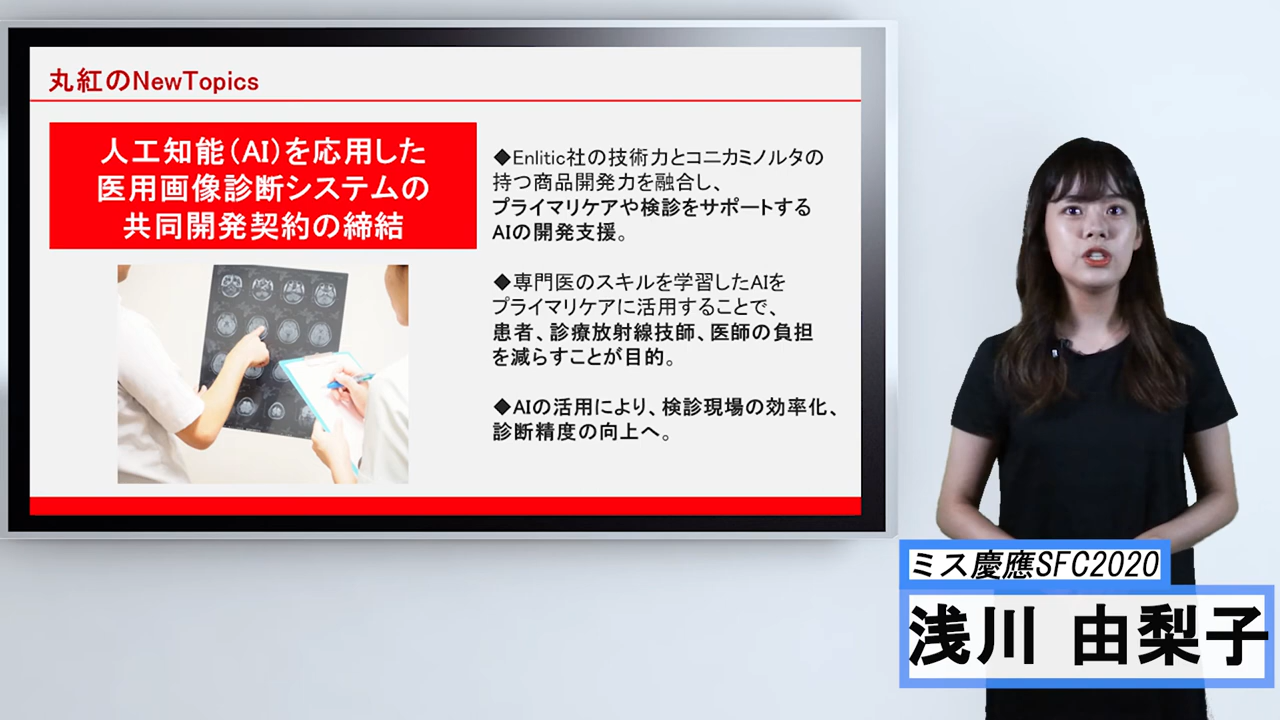 丸紅のNewTopics
人工知能（AI）を応用した
医用画像診断システムの
共同開発契約の締結
◆Enlitic社の技術力とコニカミノルタの
持つ商品開発力を融合し、
プライマリケアや検診をサポートする
AIの開発支援。
◆専門医のスキルを学習したAIを
プライマリケアに活用することで、
患者、診療放射線技師、医師の負担
を減らすことが目的。
◆AIの活用により、検診現場の効率化、
診断精度の向上へ。
ミス慶應SFC2020
浅川 由梨子